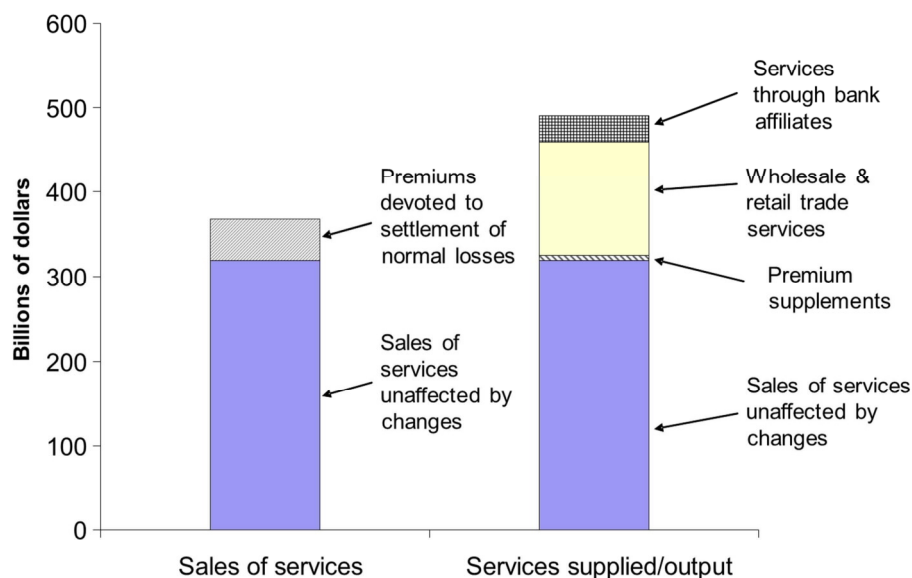 600
500
400
300
200
100
0
Billions of dollars
Premiums
devoted to
settlement of
normal losses
Sales of
services
unaffected by
changes
Services
through bank
affiliates
Wholesale &
retail trade
services
Premium
supplements
Sales of services
unaffected by
changes
Sales of services
Services supplied/output